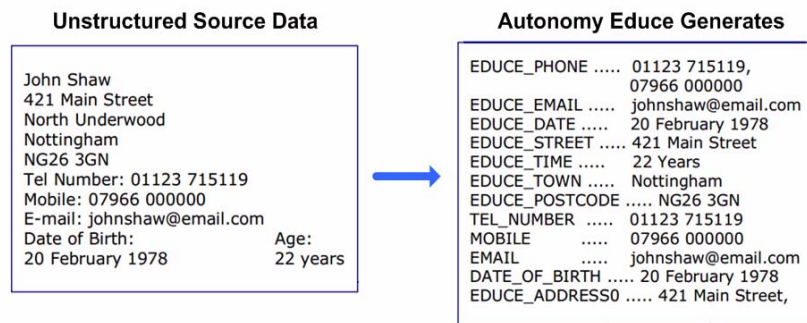 Unstructured Source Data
John Shaw
421 Main Street
North Underwood
Nottingham
NG26 3GN
Tel Number: 01123 715119
Mobile: 07966 000000
E-mail: johnshaw@email.com
Date of Birth: Age:
20 February 1978 22 years
Autonomy Educe Generates
EDUCE_PHONE ..... 01123 715119,
07966 000000
EDUCE_EMAIL ..... johnshaw@email.com
EDUCE_DATE ..... 20 February 1978
EDUCE_STREET ..... 421 Main Street
EDUCE_TIME ..... 22 Years
EDUCE_TOWN ..... Nottingham
EDUCE_POSTCODE ..... NG26 3GN
TEL_NUMBER ..... 01123 715119
MOBILE ..... 07966 000000
EMAIL ..... johnshaw@email.com
DATE_OF_BIRTH ..... 20 February 1978
EDUCE_ADDRESS0 ..... 421 Main Street,